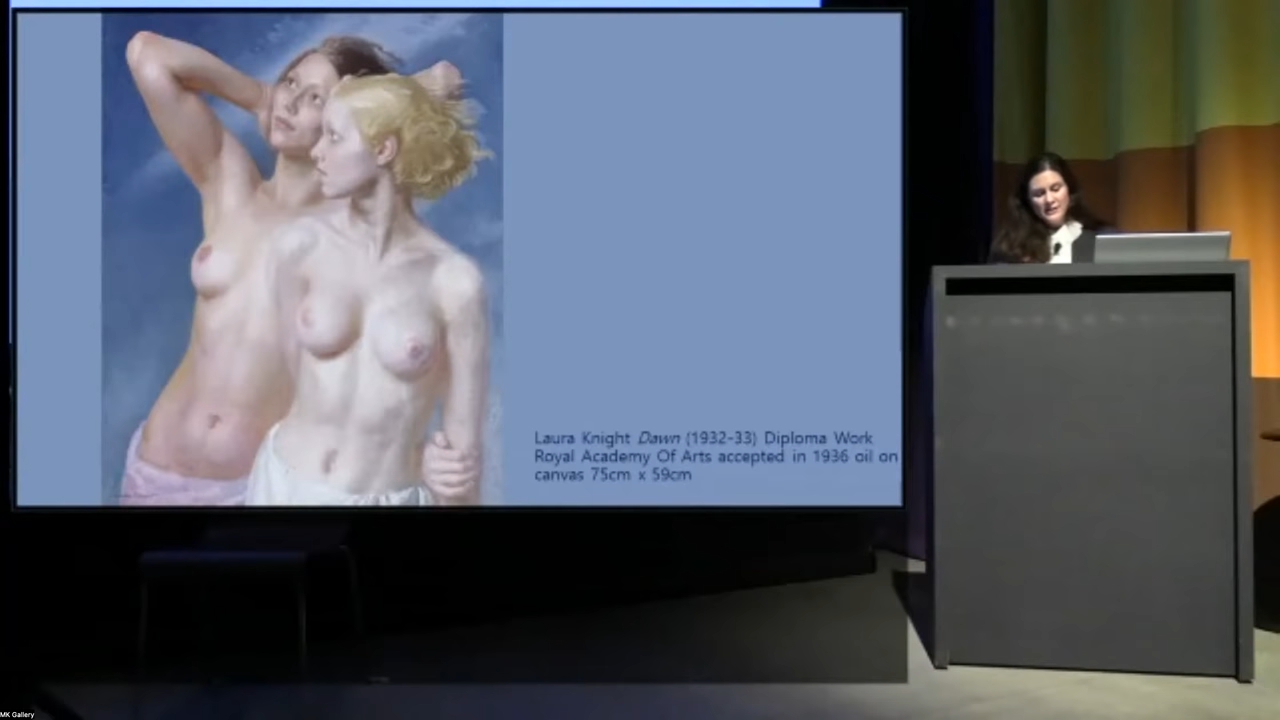 Laura Knight Dawn (1932-33) Diploma Work
Royal Academy Of Arts accepted in 1936 oil on
canvas 75cm x 59cm
MK Gallery